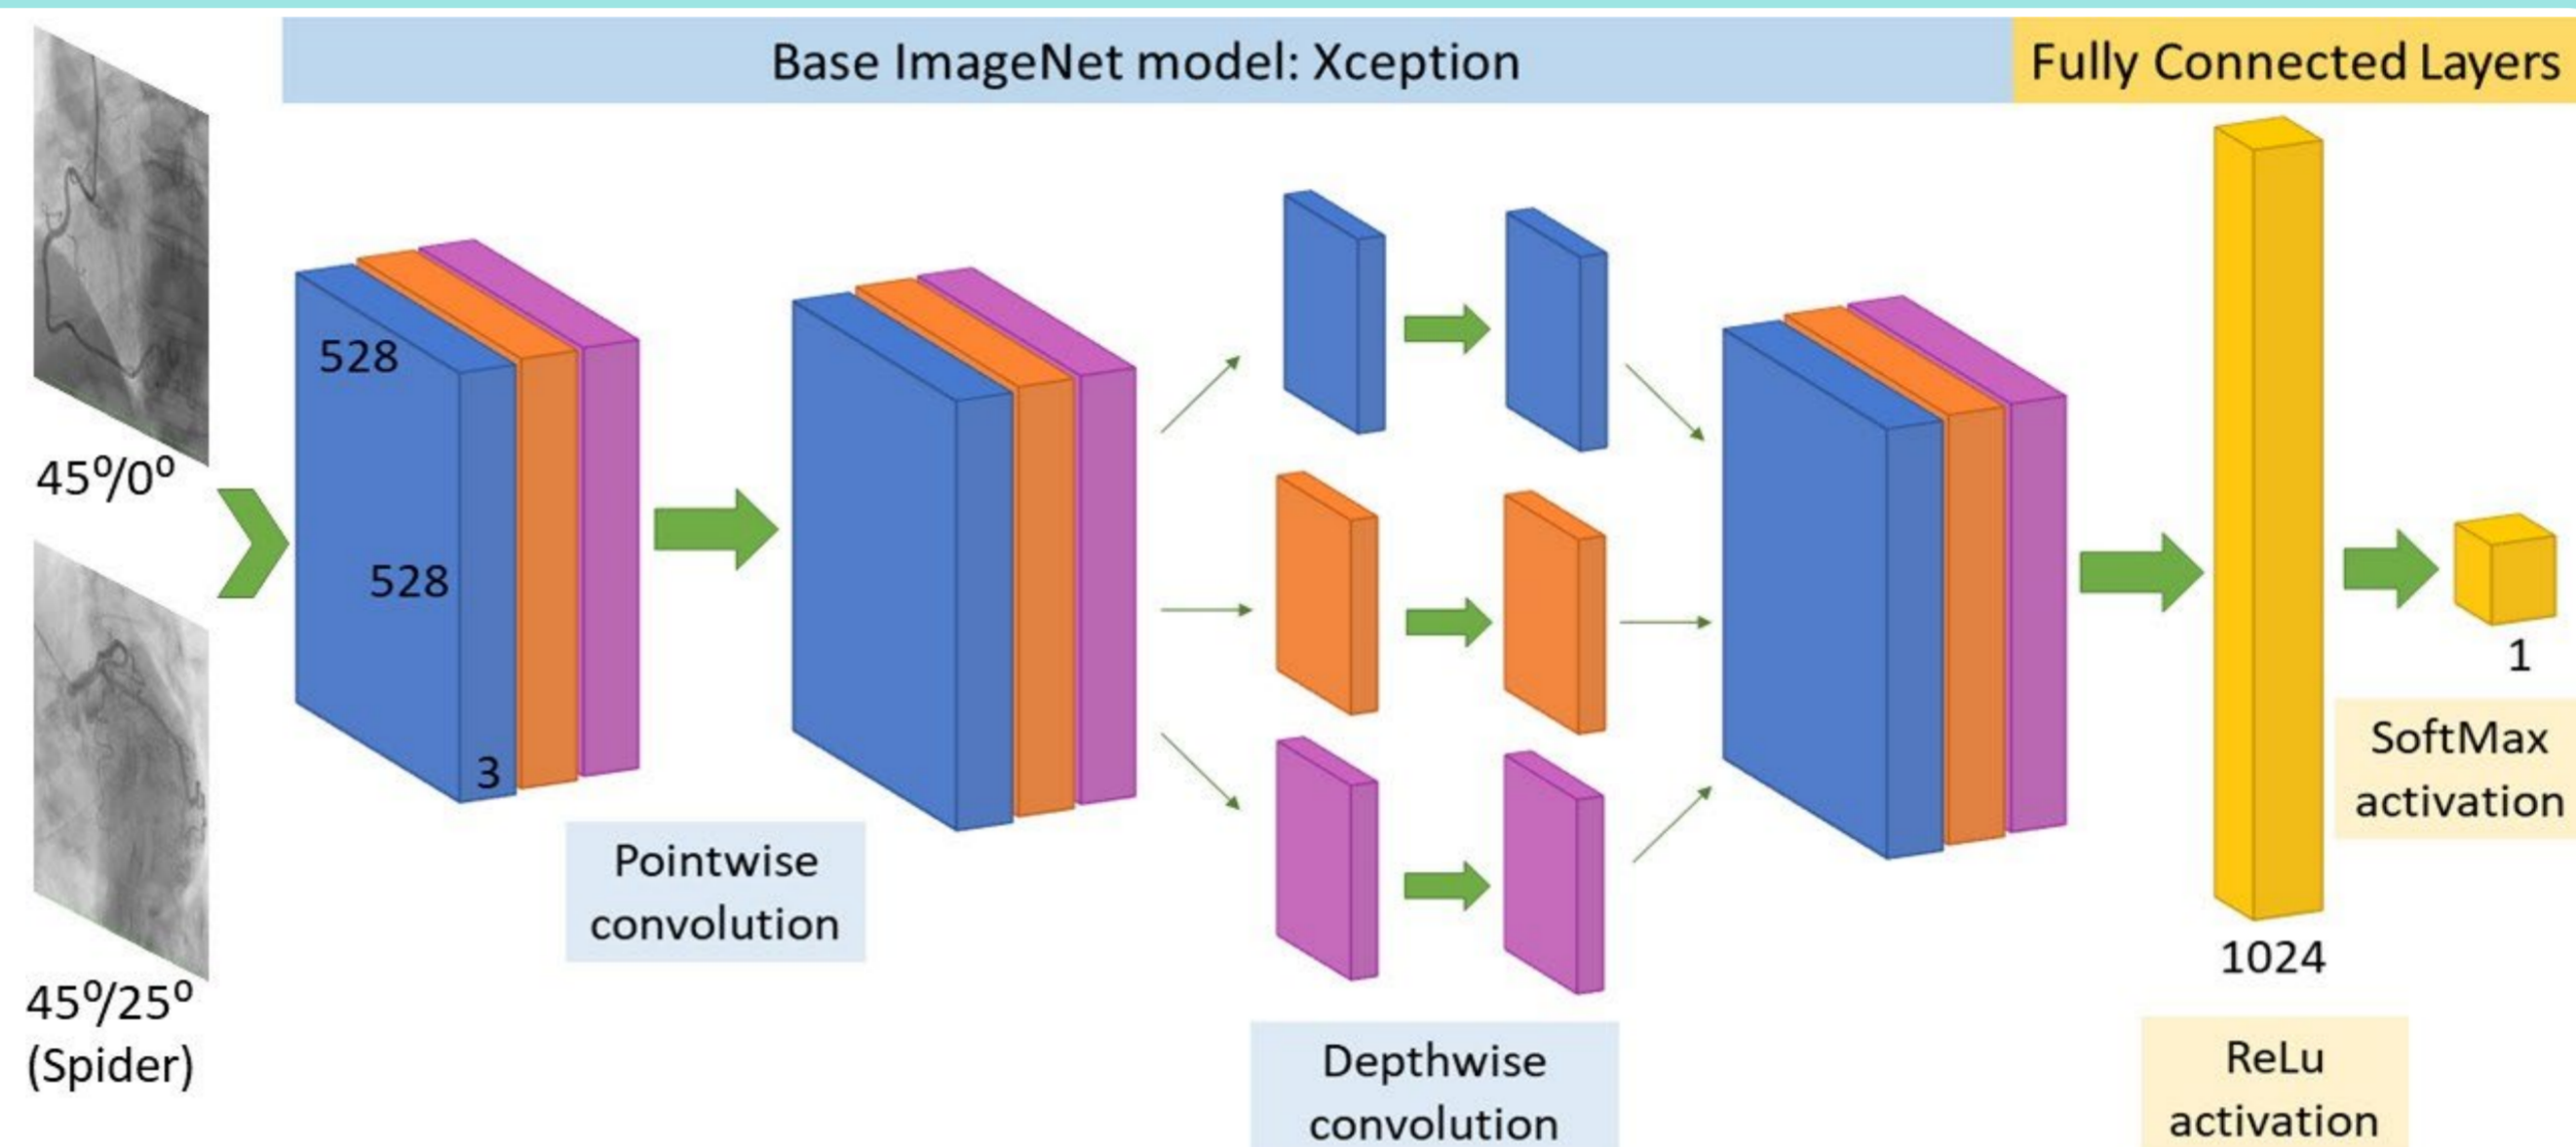 Base ImageNet model: Xception
Fully Connected Layers
528
528
3
45⁰/0⁰
45⁰/25⁰
(Spider)
Pointwise
convolution
Depthwise
convolution
1024
ReLu
activation
1
SoftMax
activation